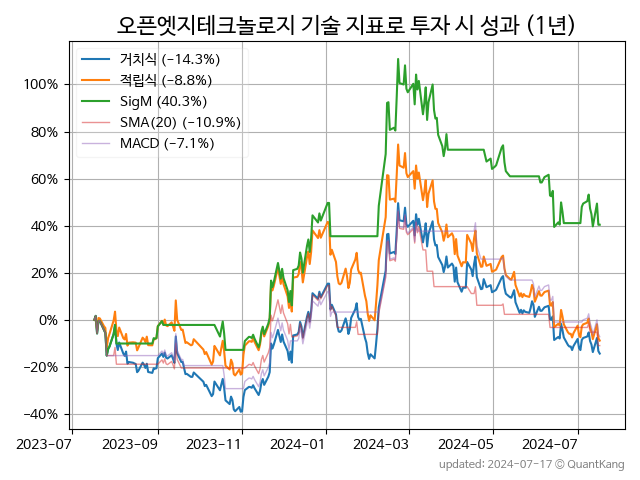 오픈엣지테크놀로지 기술 지표로 투자 시 성과 (1년)
거치식 (−14.3%)
적립식 (−8.8%)
SigM (40.3%)
SMA(20) (−10.9%)
MACD (−7.1%)
100%
80%
60%
40%
20%
0%
−20%
−40%
2023-07 2023-09 2023-11 2024-01 2024-03 2024-05 2024-07
updated: 2024-07-17 © QuantKang